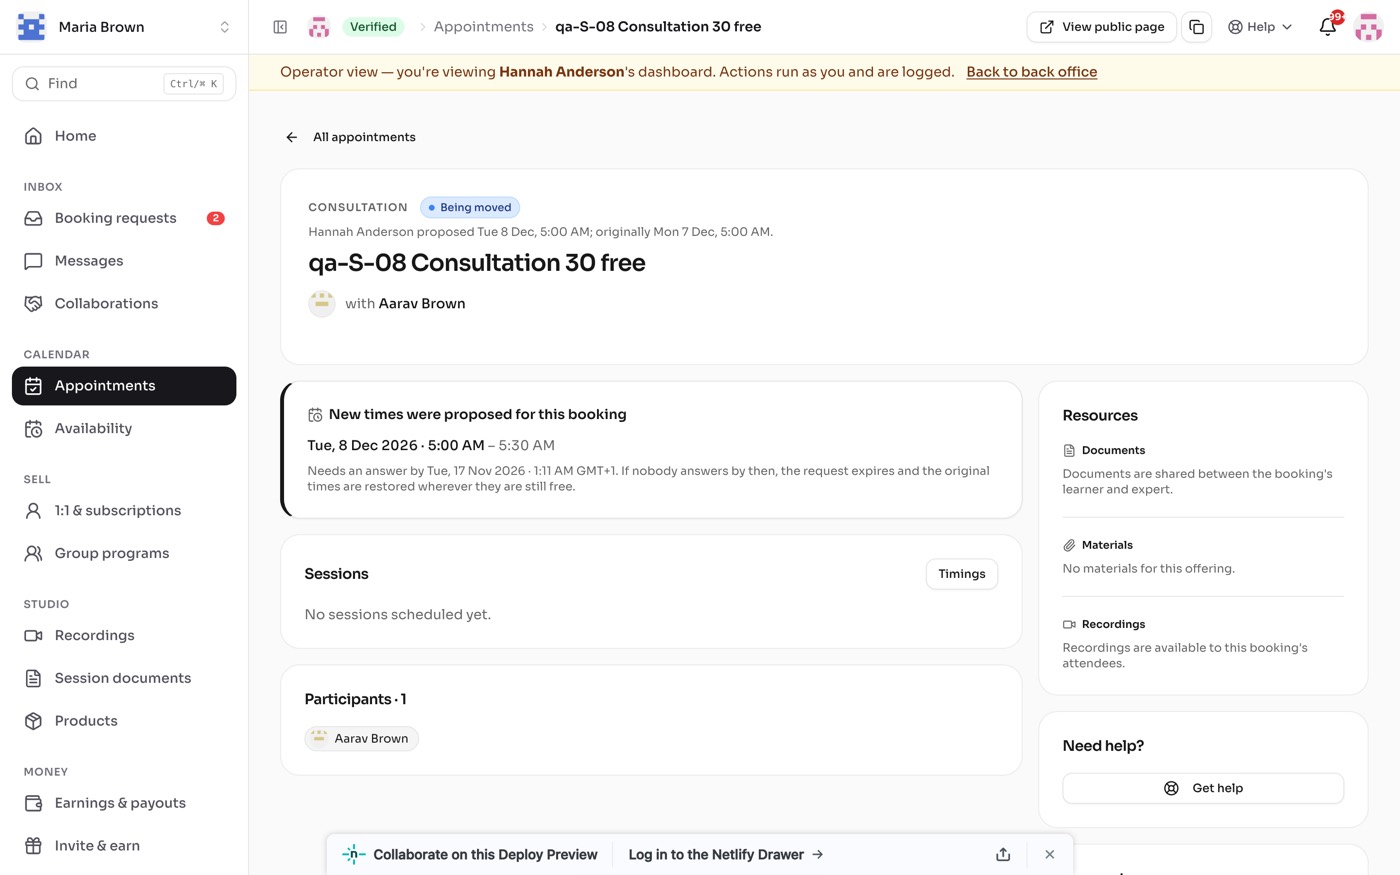 Maria Brown
Verified
Appointments
qa-S-08 Consultation 30 free
View public page
Help
99+
Operator view — you're viewing Hannah Anderson's dashboard. Actions run as you and are logged. Back to back office
Find
Ctrl/⌘ K
Home
INBOX
Booking requests
2
Messages
Collaborations
CALENDAR
Appointments
Availability
SELL
1:1 & subscriptions
Group programs
STUDIO
Recordings
Session documents
Products
MONEY
Earnings & payouts
Invite & earn
All appointments
CONSULTATION
Being moved
Hannah Anderson proposed Tue 8 Dec, 5:00 AM; originally Mon 7 Dec, 5:00 AM.
qa-S-08 Consultation 30 free
with Aarav Brown
New times were proposed for this booking
Tue, 8 Dec 2026 · 5:00 AM – 5:30 AM
Needs an answer by Tue, 17 Nov 2026 · 1:11 AM GMT+1. If nobody answers by then, the request expires and the original
times are restored wherever they are still free.
Sessions
Timings
No sessions scheduled yet.
Participants · 1
Aarav Brown
Resources
Documents
Documents are shared between the booking's
learner and expert.
Materials
No materials for this offering.
Recordings
Recordings are available to this booking's
attendees.
Need help?
Get help
Collaborate on this Deploy Preview
Log in to the Netlify Drawer →